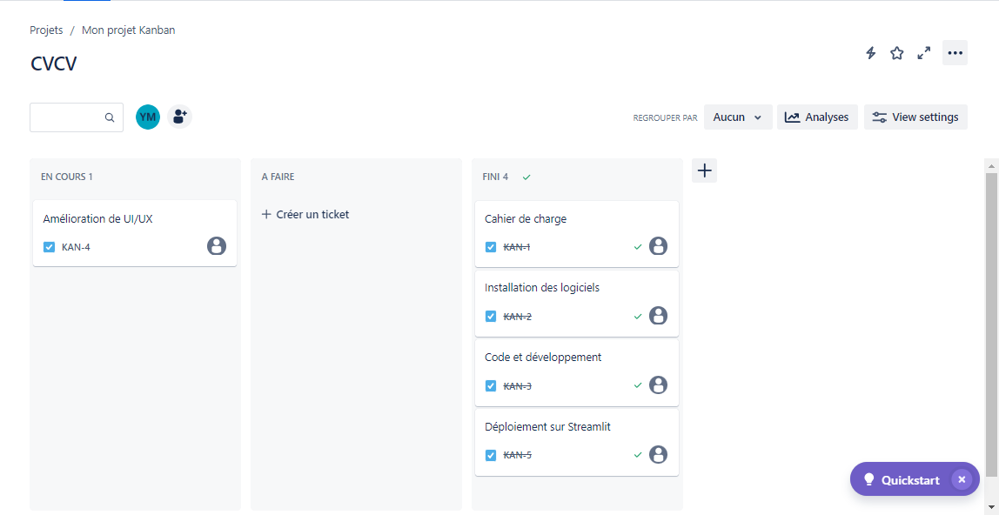 Projets / Mon projet Kanban
CVCV
YM
REGROUPER PAR Aucun Analyses View settings
EN COURS 1
Amélioration de UI/UX
KAN-4
A FAIRE
+ Créer un ticket
FINI 4
Cahier de charge
KAN-1
Installation des logiciels
KAN-2
Code et développement
KAN-3
Déploiement sur Streamlit
KAN-5
Quickstart